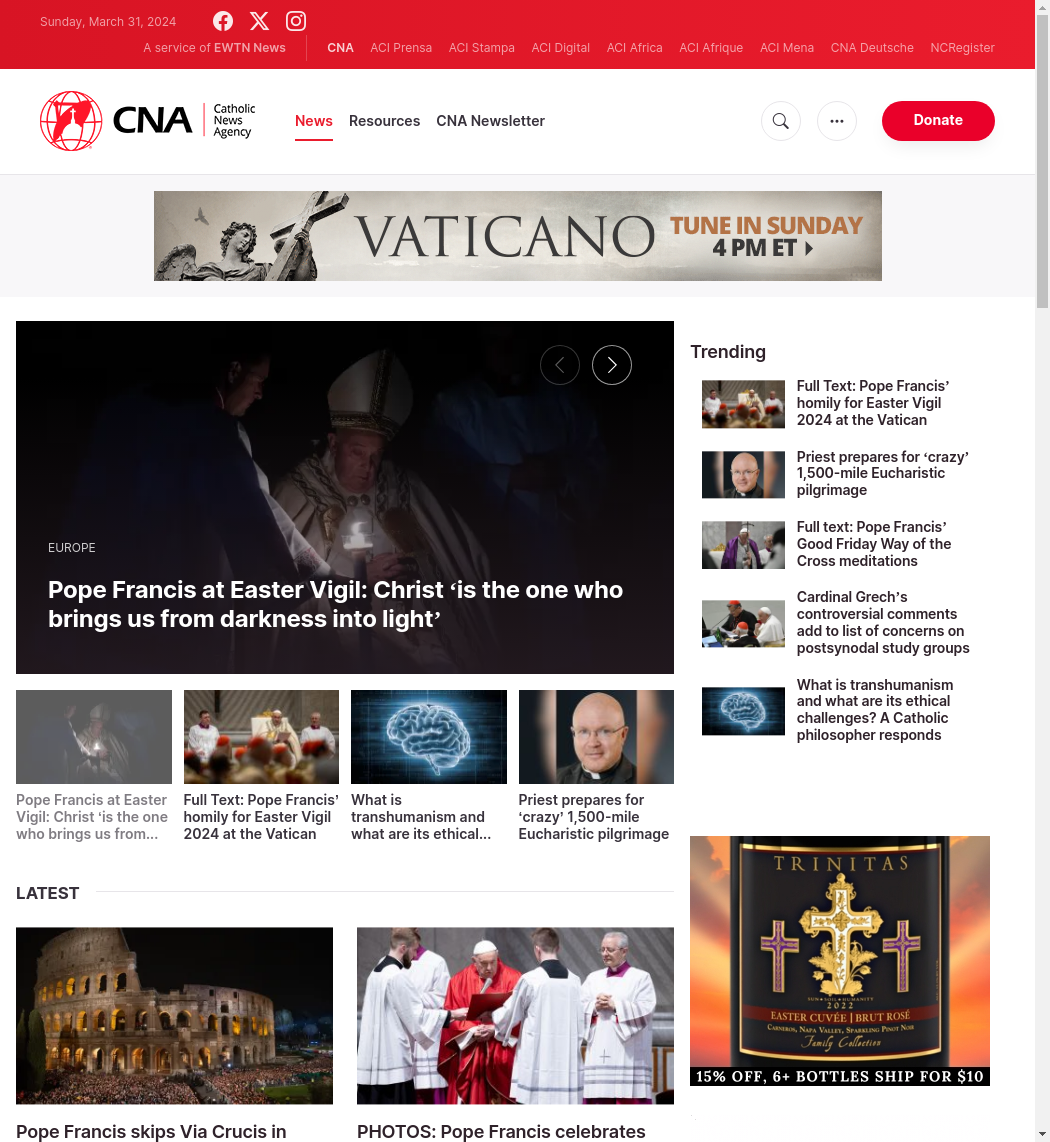 Sunday, March 31, 2024
A service of EWTN News
CNA ACI Prensa ACI Stampa ACI Digital ACI Africa ACI Afrique ACI Mena CNA Deutsche NCRegister
CNA
Catholic
News
Agency
News Resources CNA Newsletter
Donate
VATICANO
TUNE IN SUNDAY
4 PM ET
EUROPE
Pope Francis at Easter Vigil: Christ ‘is the one who
brings us from darkness into light’
Pope Francis at Easter
Vigil: Christ ‘is the one
who brings us from...
Full Text: Pope Francis’
homily for Easter Vigil
2024 at the Vatican
What is
transhumanism and
what are its ethical...
Priest prepares for
‘crazy’ 1,500-mile
Eucharistic pilgrimage
Trending
Full Text: Pope Francis’
homily for Easter Vigil
2024 at the Vatican
Priest prepares for ‘crazy’
1,500-mile Eucharistic
pilgrimage
Full text: Pope Francis’
Good Friday Way of the
Cross meditations
Cardinal Grech’s
controversial comments
add to list of concerns on
postsynodal study groups
What is transhumanism
and what are its ethical
challenges? A Catholic
philosopher responds
LATEST
Pope Francis skips Via Crucis in
PHOTOS: Pope Francis celebrates
TRINITAS
SUN • SOIL • HUMANITY
2022
EASTER CUVÉE | BRUT ROSÉ
CARNEROS, NAPA VALLEY, SPARKLING PINOT NOIR
Family Collection
15% OFF, 6+ BOTTLES SHIP FOR $10